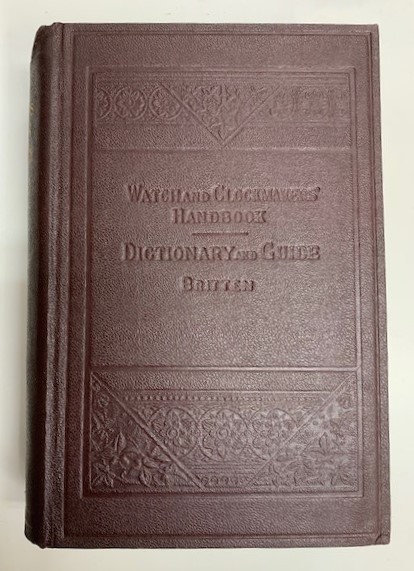 WATCH AND CLOCKMAKERS'
HANDBOOK
DICTIONARY AND GUIDE
BRITTEN